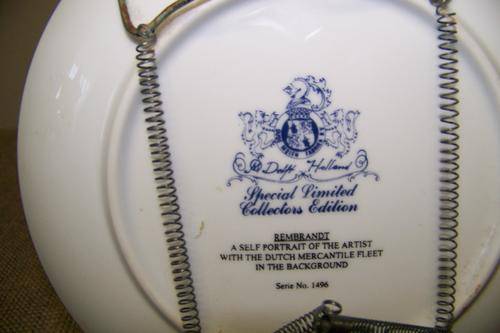 Delft Holland
Special Limited
Collectors Edition
REMBRANDT
A SELF PORTRAIT OF THE ARTIST
WITH THE DUTCH MERCANTILE FLEET
IN THE BACKGROUND
Serie No. 1496